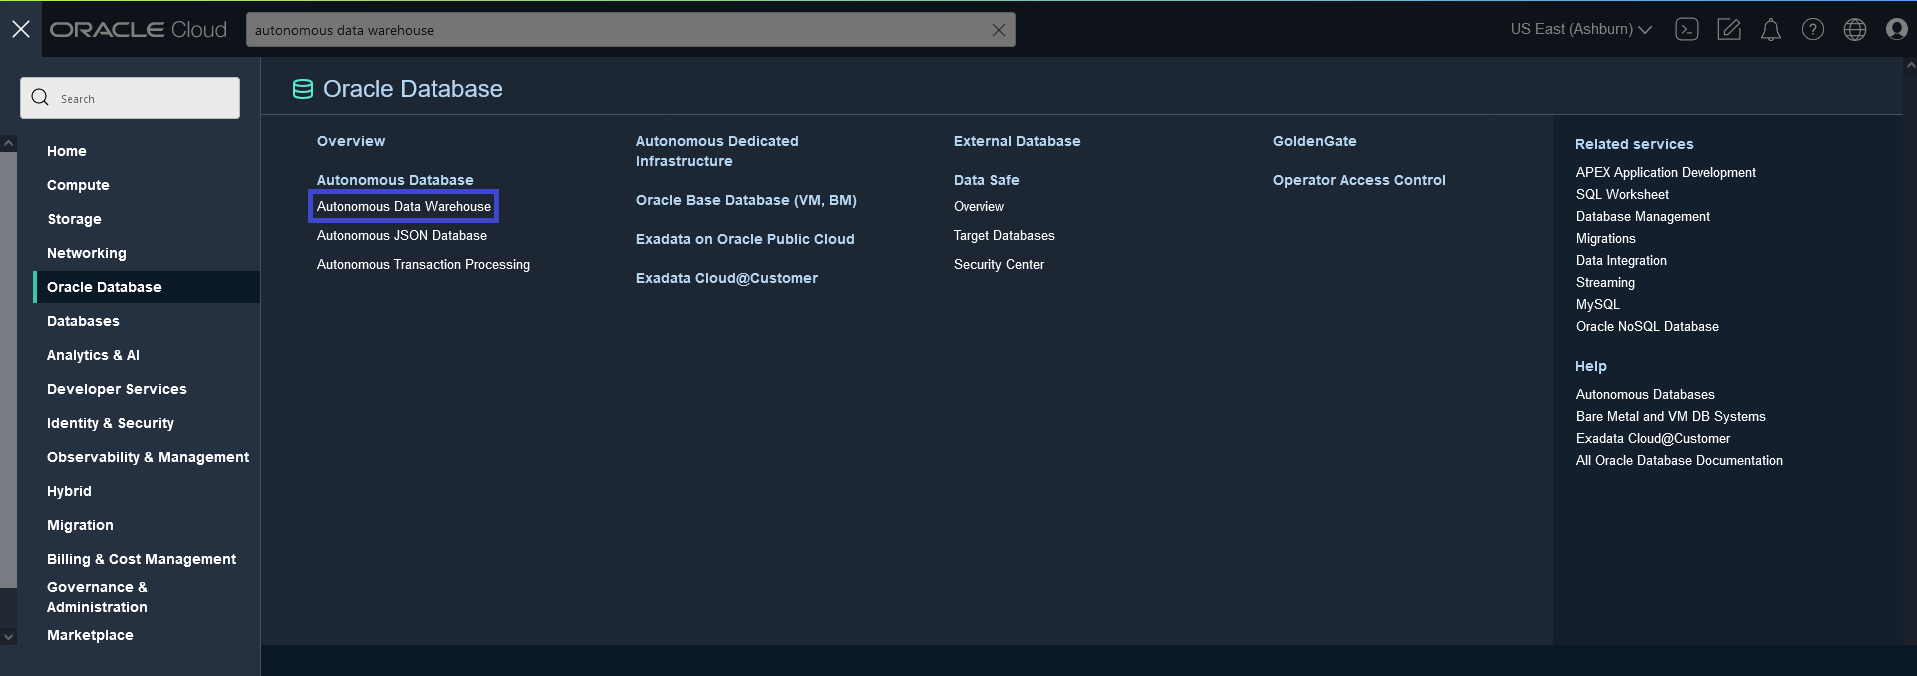 ORACLE Cloud
autonomous data warehouse
US East (Ashburn)
Search
Home
Compute
Storage
Networking
Oracle Database
Databases
Analytics & AI
Developer Services
Identity & Security
Observability & Management
Hybrid
Migration
Billing & Cost Management
Governance &
Administration
Marketplace
Oracle Database
Overview
Autonomous Database
Autonomous Data Warehouse
Autonomous JSON Database
Autonomous Transaction Processing
Autonomous Dedicated
Infrastructure
Oracle Base Database (VM, BM)
Exadata on Oracle Public Cloud
Exadata Cloud@Customer
External Database
Data Safe
Overview
Target Databases
Security Center
GoldenGate
Operator Access Control
Related services
APEX Application Development
SQL Worksheet
Database Management
Migrations
Data Integration
Streaming
MySQL
Oracle NoSQL Database
Help
Autonomous Databases
Bare Metal and VM DB Systems
Exadata Cloud@Customer
All Oracle Database Documentation